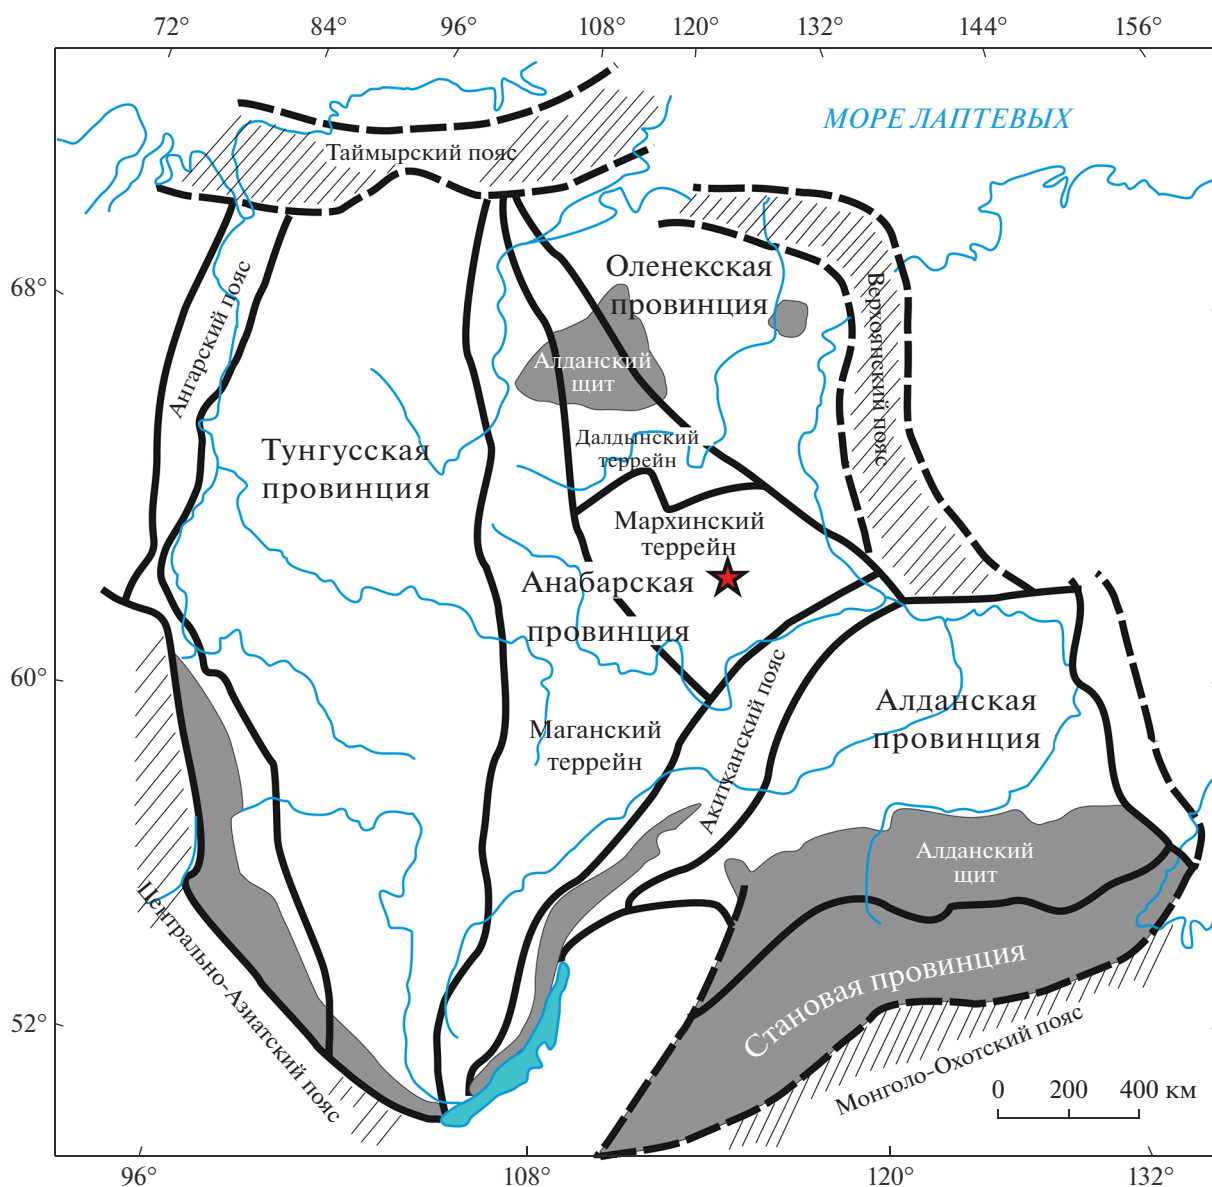 72° 84° 96° 108° 120° 132° 144° 156°
МОРЕ ЛАПТЕВЫХ
Таймырский пояс
Оленекская
провинция
68°
Ангарский пояс
Верхоянский пояс
Алданский
щит
Тунгусская
провинция
Далдынский
террейн
Мархинский
террейн
Анабарская
провинция
60°
Маганский
террейн
Акитканский пояс
Алданская
провинция
Алданский
щит
Становая провинция
Центрально-Азиатский пояс
52°
Монголо-Охотский пояс
0 200 400 км
96° 108° 120° 132°